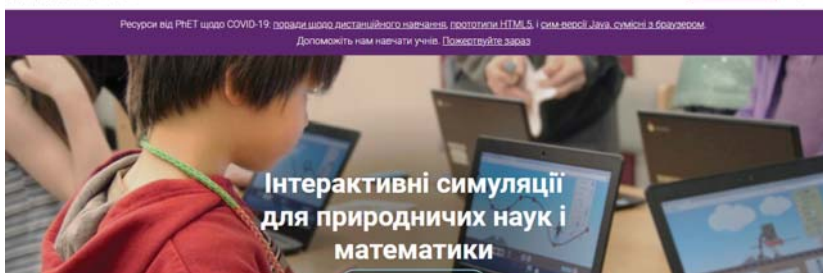 Ресурси від PhET щодо COVID-19: поради щодо дистанційного навчання, прототипи HTML5, і сим-версії Java, сумісні з браузером.
Допоможіть нам навчати учнів. Пожертвуйте зараз
Інтерактивні симуляції
для природничих наук і
математики